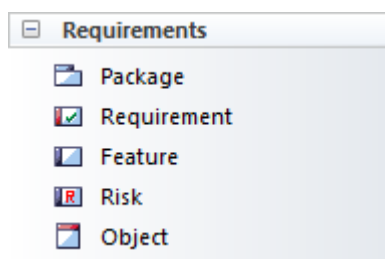 Requirements
Package
Requirement
Feature
Risk
Object